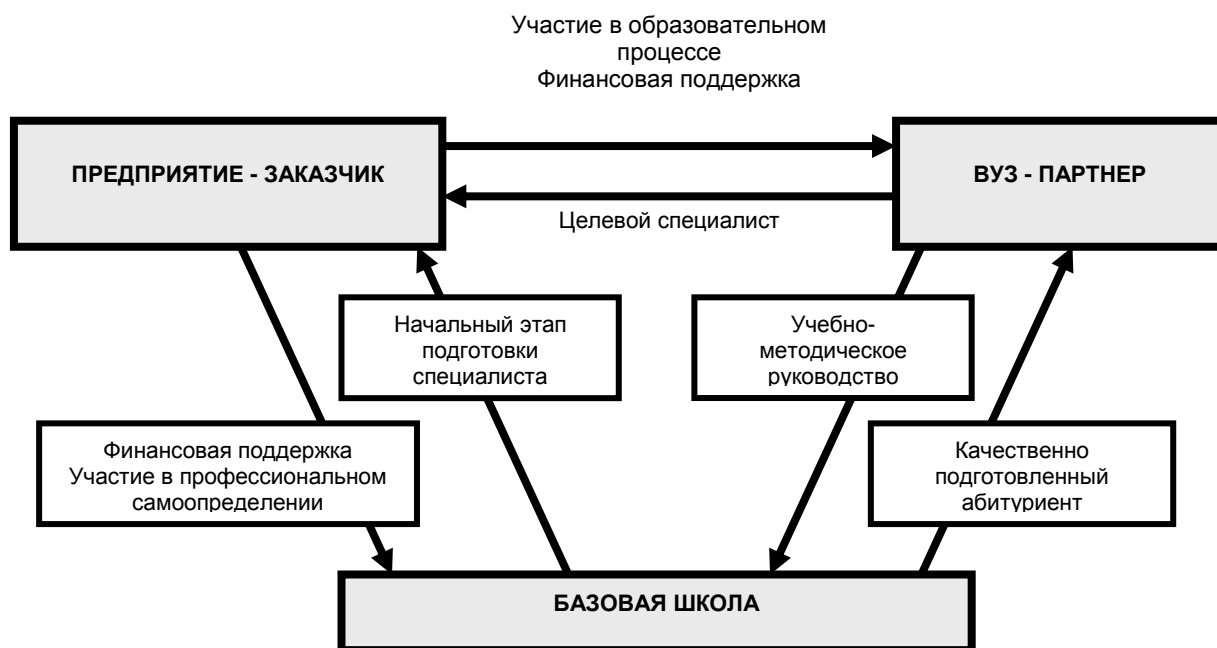 Участие в образовательном
процессе
Финансовая поддержка
ПРЕДПРИЯТИЕ - ЗАКАЗЧИК
ВУЗ - ПАРТНЕР
Целевой специалист
Начальный этап
подготовки
специалиста
Учебно-
методическое
руководство
Финансовая поддержка
Участие в профессиональном
самоопределении
Качественно
подготовленный
абитуриент
БАЗОВАЯ ШКОЛА